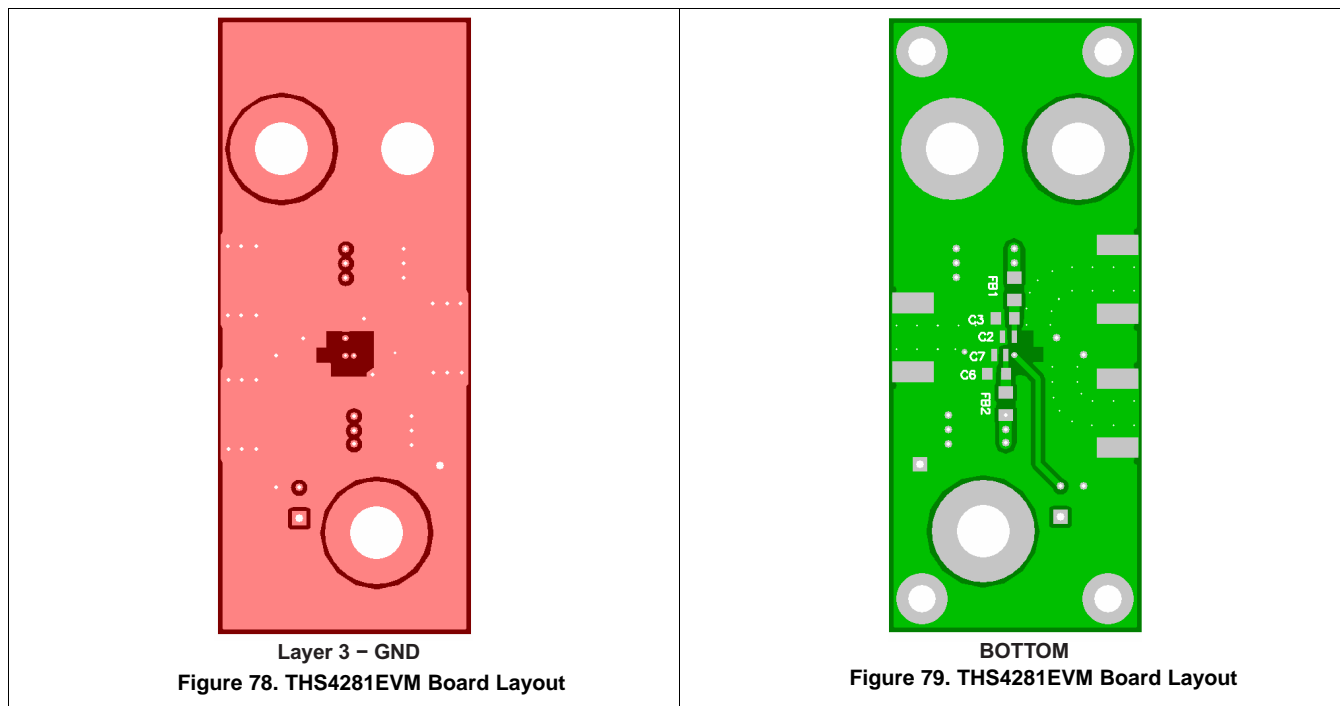 Layer 3 – GND
Figure 78. THS4281EVM Board Layout
FB1
C3
C2
C7
C6
FB2
BOTTOM
Figure 79. THS4281EVM Board Layout